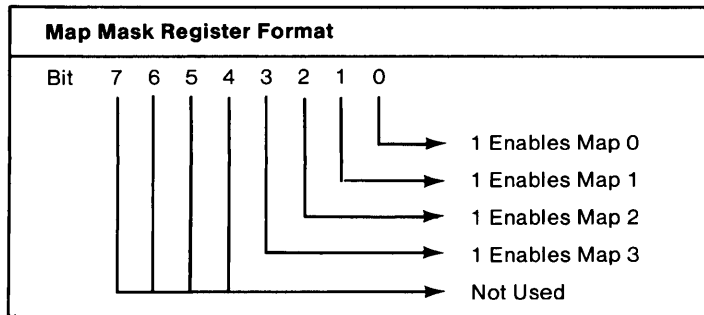 Map Mask Register Format
Bit 7 6 5 4 3 2 1 0
1 Enables Map 0
1 Enables Map 1
1 Enables Map 2
1 Enables Map 3
Not Used